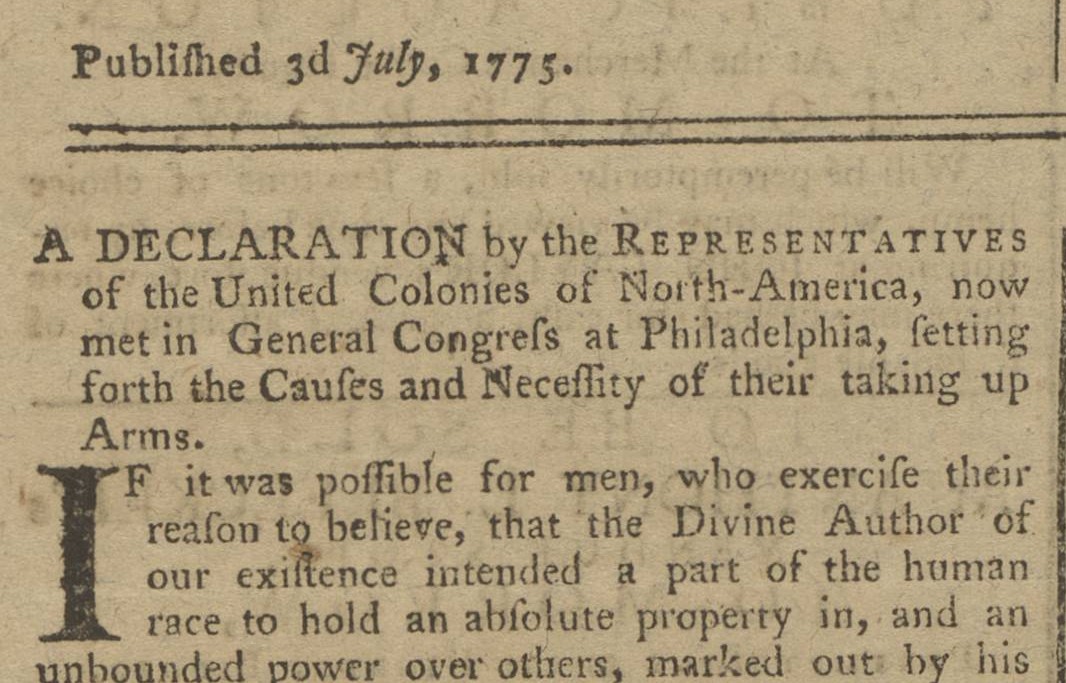 Publiſhed 3d July, 1775.
A DECLARATION by the REPRESENTATIVES
of the United Colonies of North-America, now
met in General Congreſs at Philadelphia, ſetting
forth the Cauſes and Neceſſity of their taking up
Arms.
IF it was poſſible for men, who exerciſe their
reaſon to believe, that the Divine Author of
our exiſtence intended a part of the human
race to hold an abſolute property in, and an
unbounded power over others, marked out by his